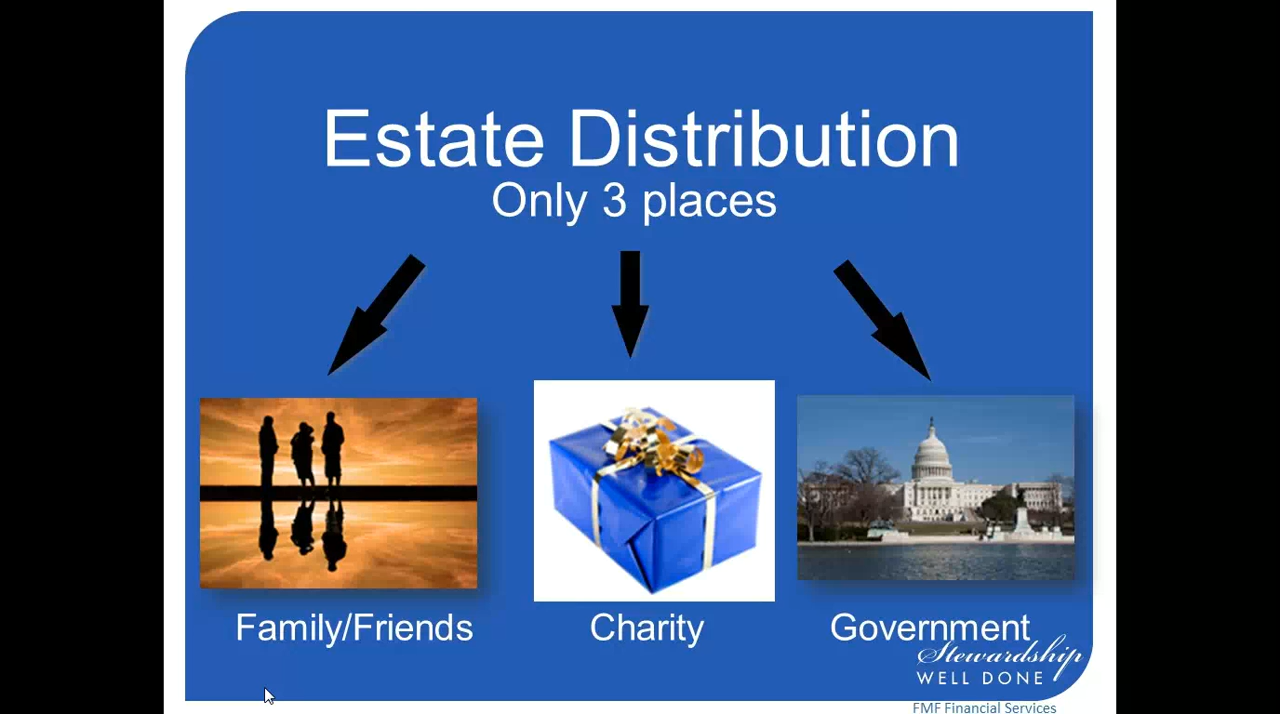 Estate Distribution
Only 3 places
Family/Friends
Charity
Government
Stewardship
WELL DONE
FMF Financial Services